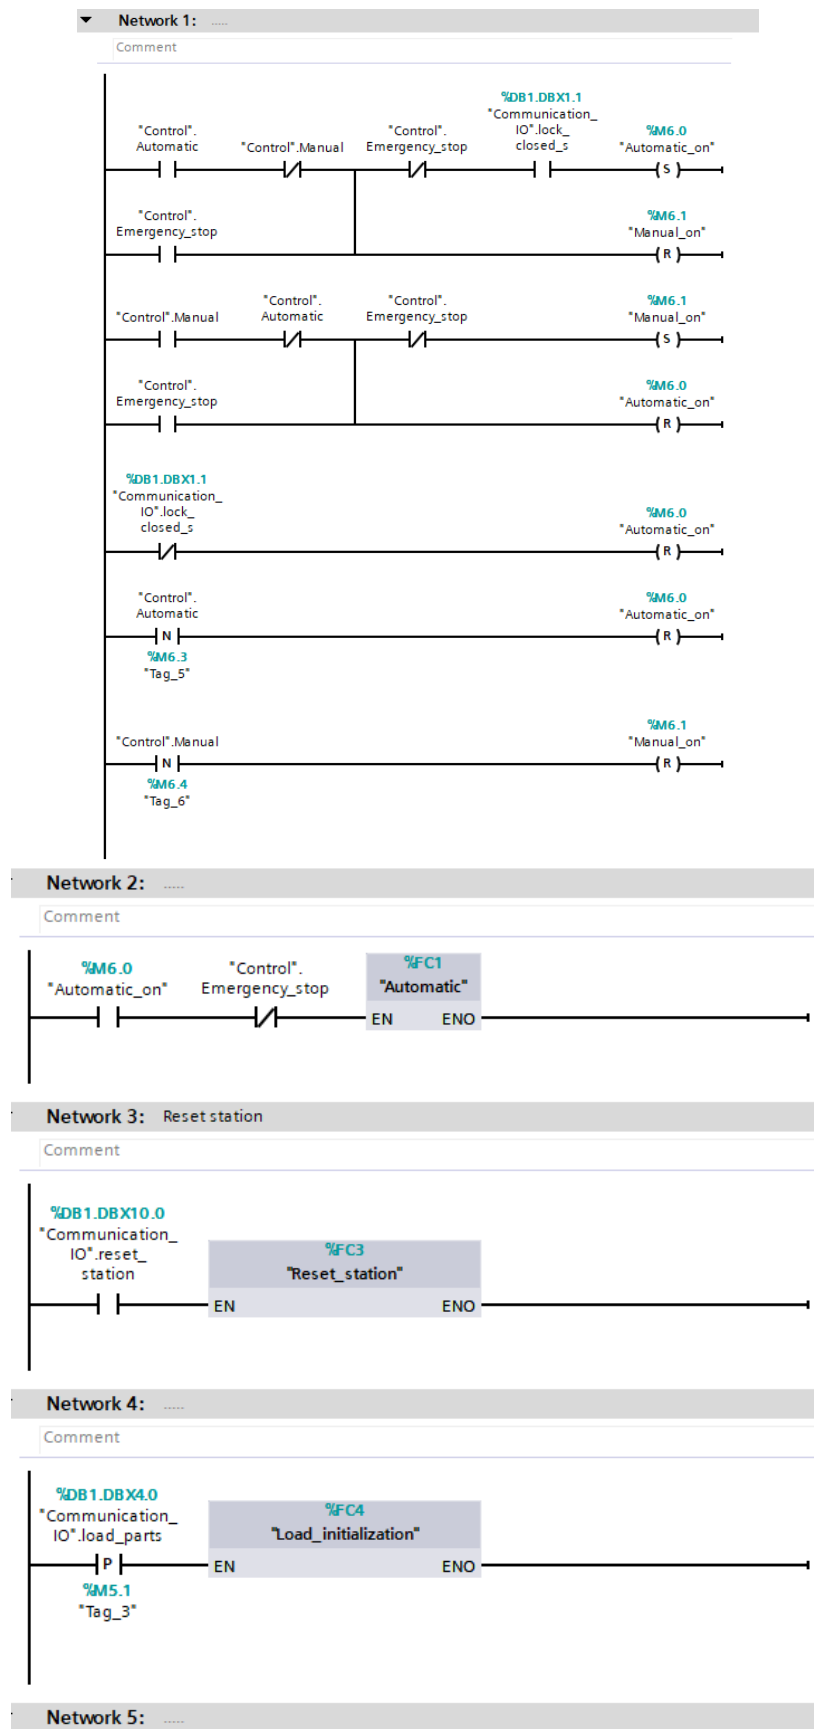 Network 1: .....
Comment
%DB1.DBX1.1
"Communication_
"Control".
"Control".
IO".lock_
%M6.0
Automatic
"Control".Manual
Emergency_stop
closed_s
"Automatic_on"
S
"Control".
Emergency_stop
%M6.1
"Manual_on"
R
"Control".Manual
"Control".
Automatic
"Control".
Emergency_stop
%M6.1
"Manual_on"
S
"Control".
Emergency_stop
%M6.0
"Automatic_on"
R
%DB1.DBX1.1
"Communication_
IO".lock_
closed_s
%M6.0
"Automatic_on"
R
"Control".
Automatic
N
%M6.3
"Tag_5"
%M6.0
"Automatic_on"
R
"Control".Manual
N
%M6.4
"Tag_6"
%M6.1
"Manual_on"
R
Network 2: .....
Comment
%M6.0
"Automatic_on"
"Control".
Emergency_stop
%FC1
"Automatic"
EN ENO
Network 3: Reset station
Comment
%DB1.DBX10.0
"Communication_
IO".reset_
station
%FC3
"Reset_station"
EN ENO
Network 4: .....
Comment
%DB1.DBX4.0
"Communication_
IO".load_parts
P
%M5.1
"Tag_3"
%FC4
"Load_initialization"
EN ENO
Network 5: .....